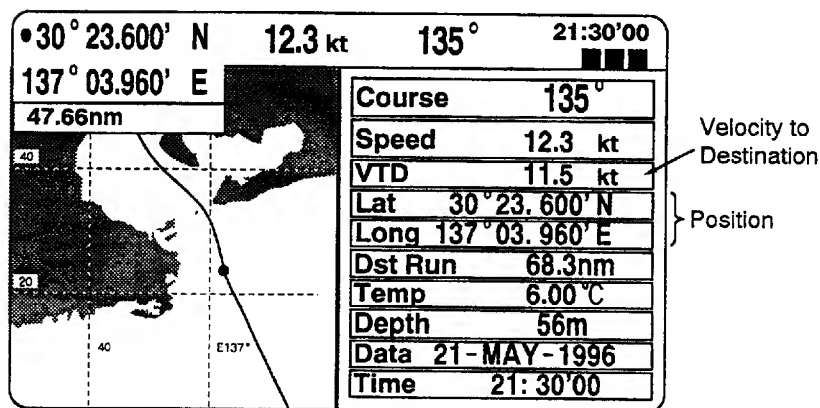 •30° 23.600' N 12.3 kt 135° 21:30'00
137° 03.960' E
47.66nm
Course 135°
Speed 12.3 kt
VTD 11.5 kt
Lat 30°23.600'N
Long 137°03.960'E
Dst Run 68.3nm
Temp 6.00°C
Depth 56m
Data 21-MAY-1996
Time 21:30'00
40
20
40 E137°
Velocity to
Destination
Position